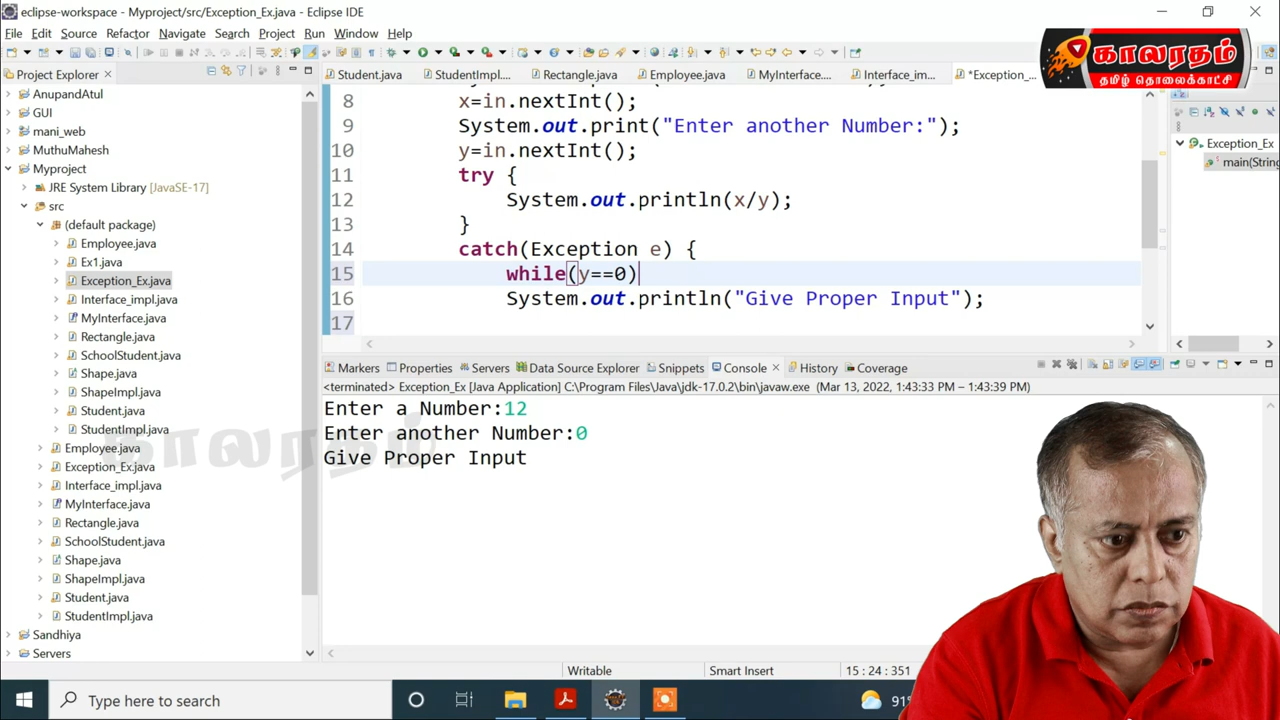 eclipse-workspace - Myproject/src/Exception_Ex.java - Eclipse IDE
File Edit Source Refactor Navigate Search Project Run Window Help
காலரதம்
தமிழ் தொலைக்காட்சி
Project Explorer
Student.java StudentImpl.... Rectangle.java Employee.java MyInterface.... Interface_im... *Exception_...
AnupandAtul
GUI
mani_web
MuthuMahesh
Myproject
JRE System Library [JavaSE-17]
src
(default package)
Employee.java
Ex1.java
Exception_Ex.java
Interface_impl.java
MyInterface.java
Rectangle.java
SchoolStudent.java
Shape.java
ShapeImpl.java
Student.java
StudentImpl.java
Employee.java
Exception_Ex.java
Interface_impl.java
MyInterface.java
Rectangle.java
SchoolStudent.java
Shape.java
ShapeImpl.java
Student.java
StudentImpl.java
Sandhiya
Servers
8 x=in.nextInt();
9 System.out.print("Enter another Number:");
10 y=in.nextInt();
11 try {
12 System.out.println(x/y);
13 }
14 catch(Exception e) {
15 while(y==0)
16 System.out.println("Give Proper Input");
17
Exception_Ex
main(String
Markers Properties Servers Data Source Explorer Snippets Console History Coverage
<terminated> Exception_Ex [Java Application] C:\Program Files\Java\jdk-17.0.2\bin\javaw.exe (Mar 13, 2022, 1:43:33 PM – 1:43:39 PM)
Enter a Number:12
Enter another Number:0
Give Proper Input
காலரதம்
Writable Smart Insert 15 : 24 : 351
Type here to search
91°